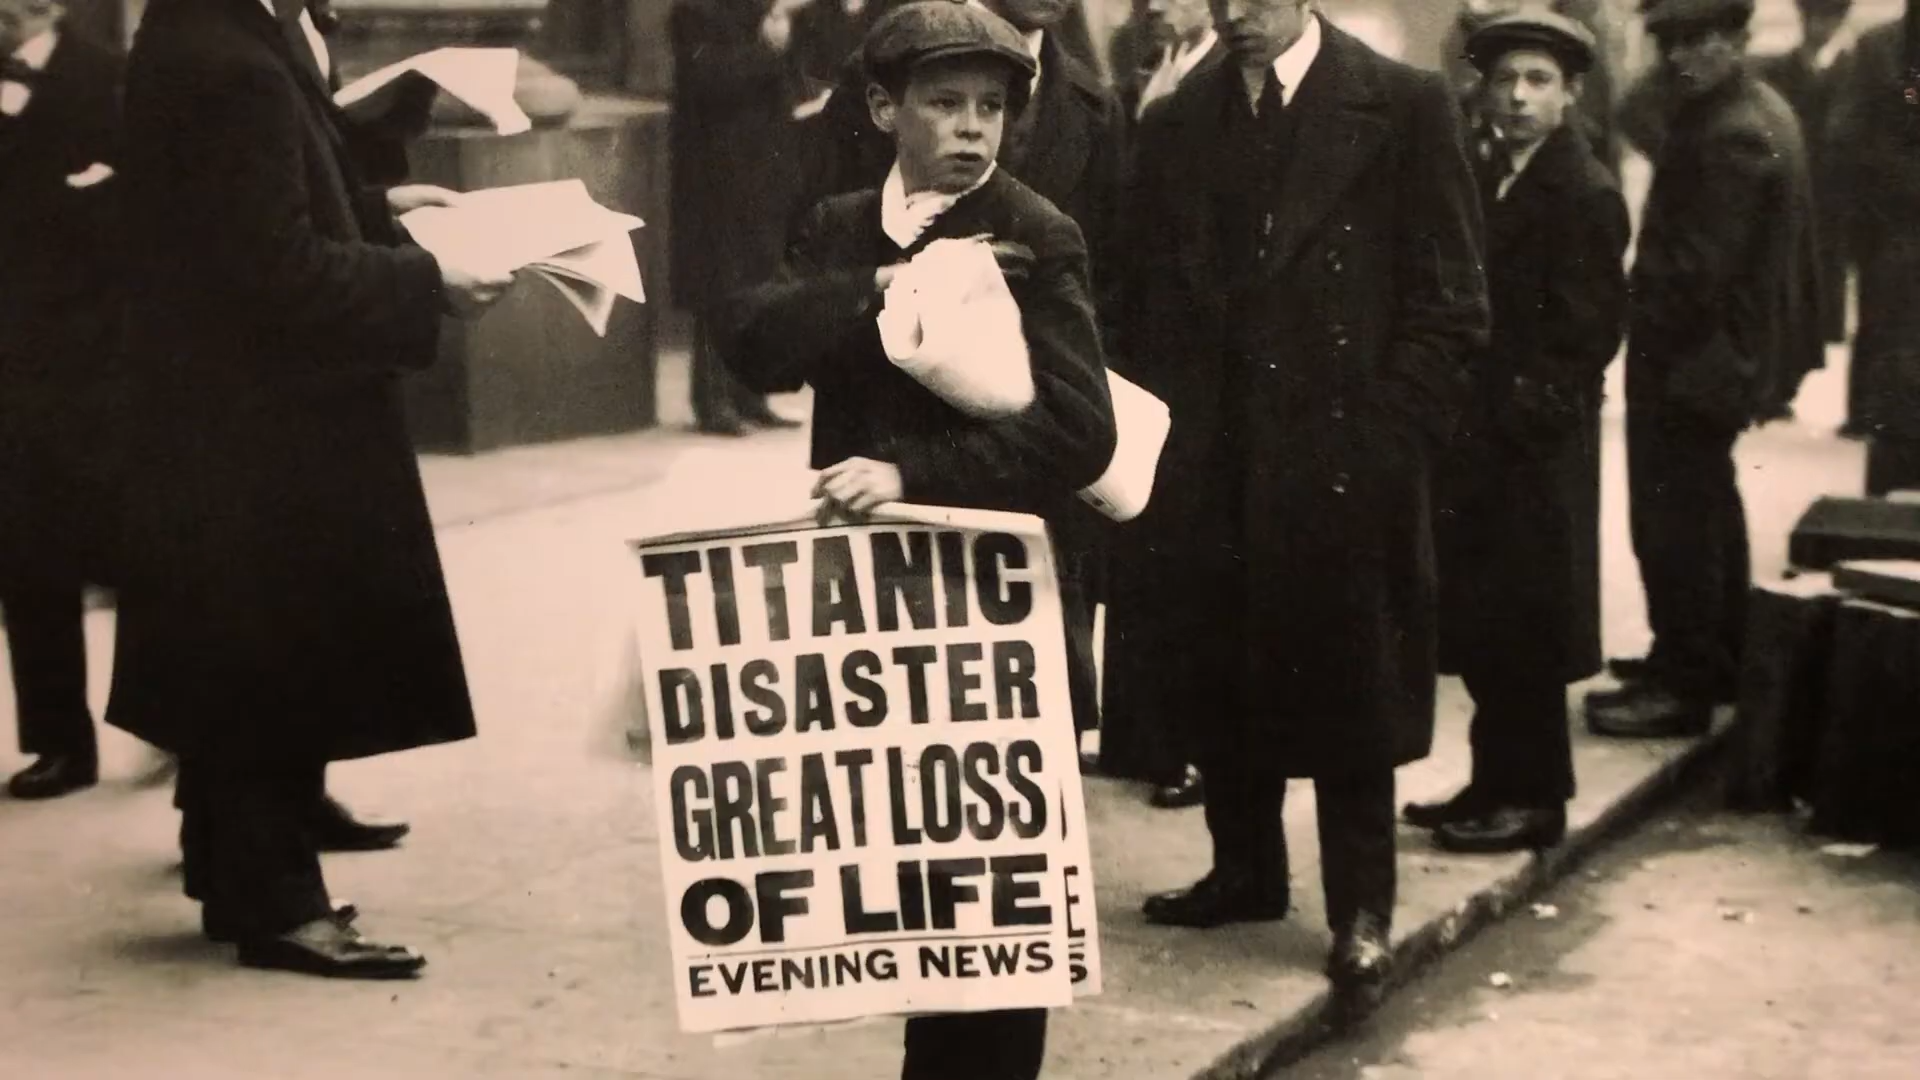 TITANIC
DISASTER
GREAT LOSS
OF LIFE
EVENING NEWS
E
S